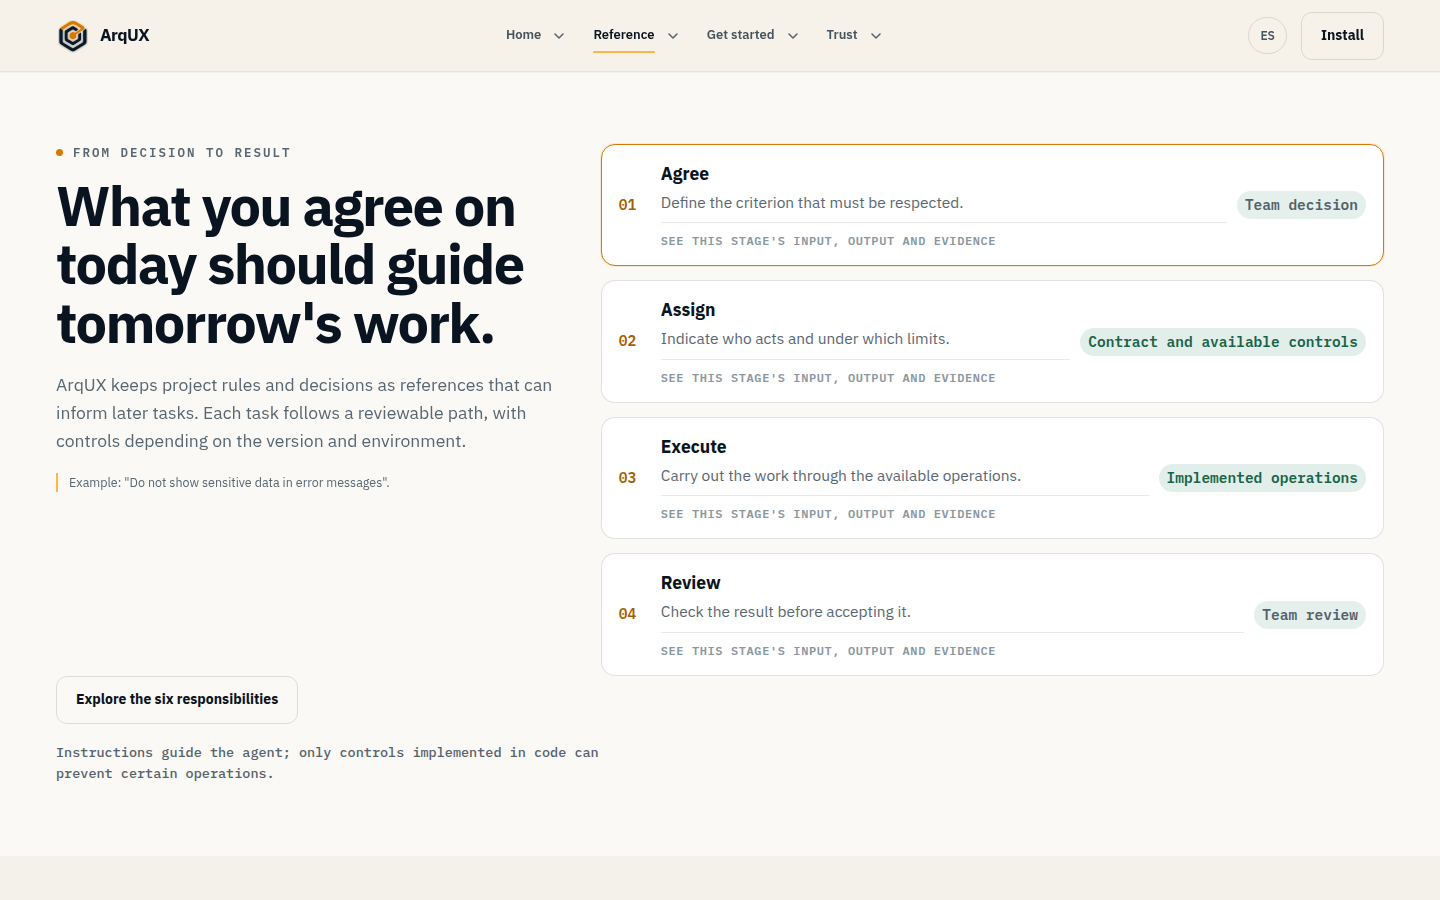 ArqUX
Home
Reference
Get started
Trust
ES
Install
FROM DECISION TO RESULT
What you agree on
today should guide
tomorrow's work.
ArqUX keeps project rules and decisions as references that can
inform later tasks. Each task follows a reviewable path, with
controls depending on the version and environment.
Example: "Do not show sensitive data in error messages".
01
Agree
Define the criterion that must be respected.
Team decision
SEE THIS STAGE'S INPUT, OUTPUT AND EVIDENCE
02
Assign
Indicate who acts and under which limits.
Contract and available controls
SEE THIS STAGE'S INPUT, OUTPUT AND EVIDENCE
03
Execute
Carry out the work through the available operations.
Implemented operations
SEE THIS STAGE'S INPUT, OUTPUT AND EVIDENCE
04
Review
Check the result before accepting it.
Team review
SEE THIS STAGE'S INPUT, OUTPUT AND EVIDENCE
Explore the six responsibilities
Instructions guide the agent; only controls implemented in code can
prevent certain operations.